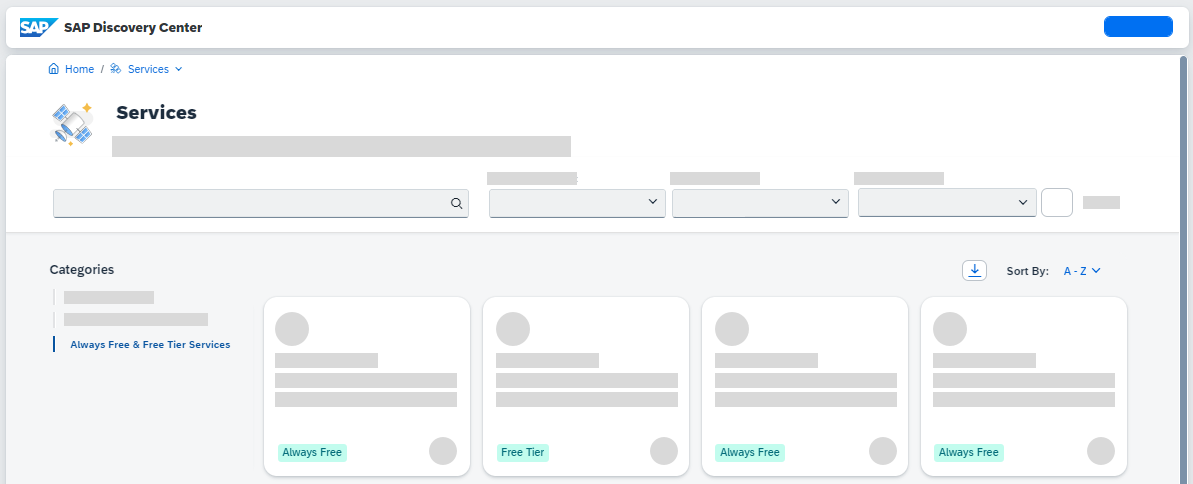 SAP SAP Discovery Center
Home / Services
Services
Categories
Sort By: A - Z
Always Free & Free Tier Services
Always Free
Free Tier
Always Free
Always Free